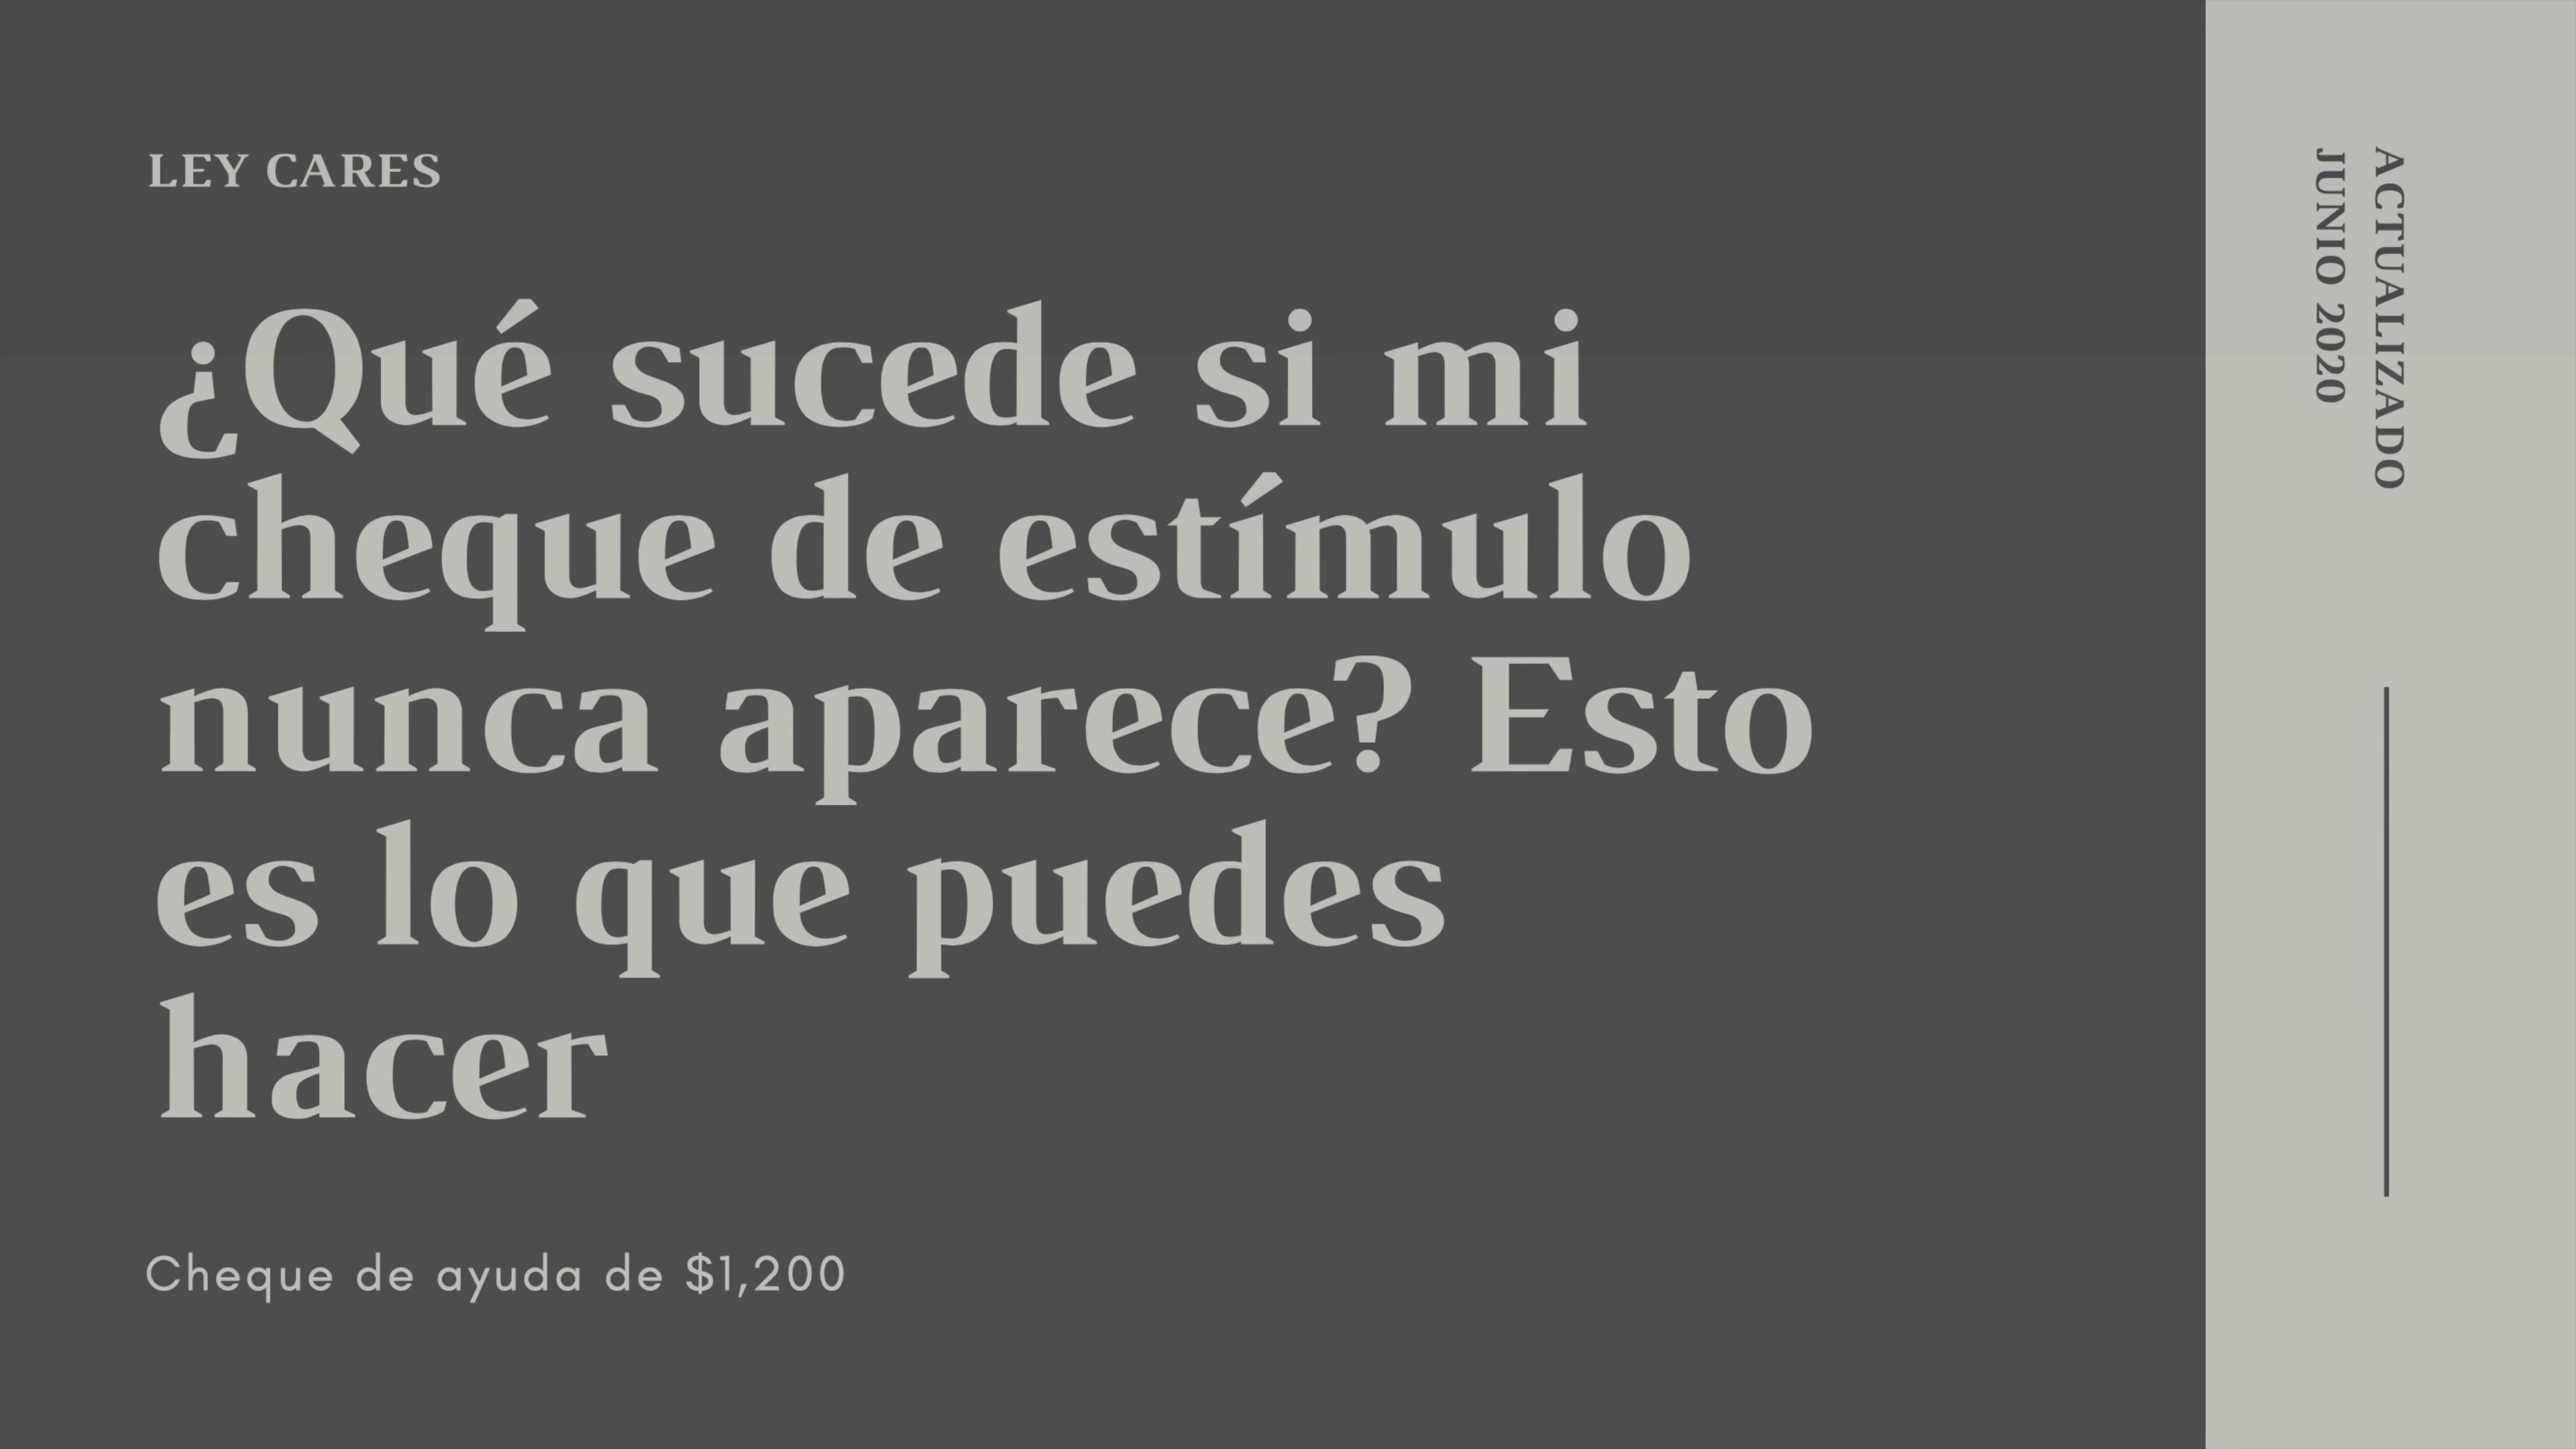 LEY CARES
¿Qué sucede si mi
cheque de estímulo
nunca aparece? Esto
es lo que puedes
hacer
Cheque de ayuda de $1,200
ACTUALIZADO
JUNIO 2020